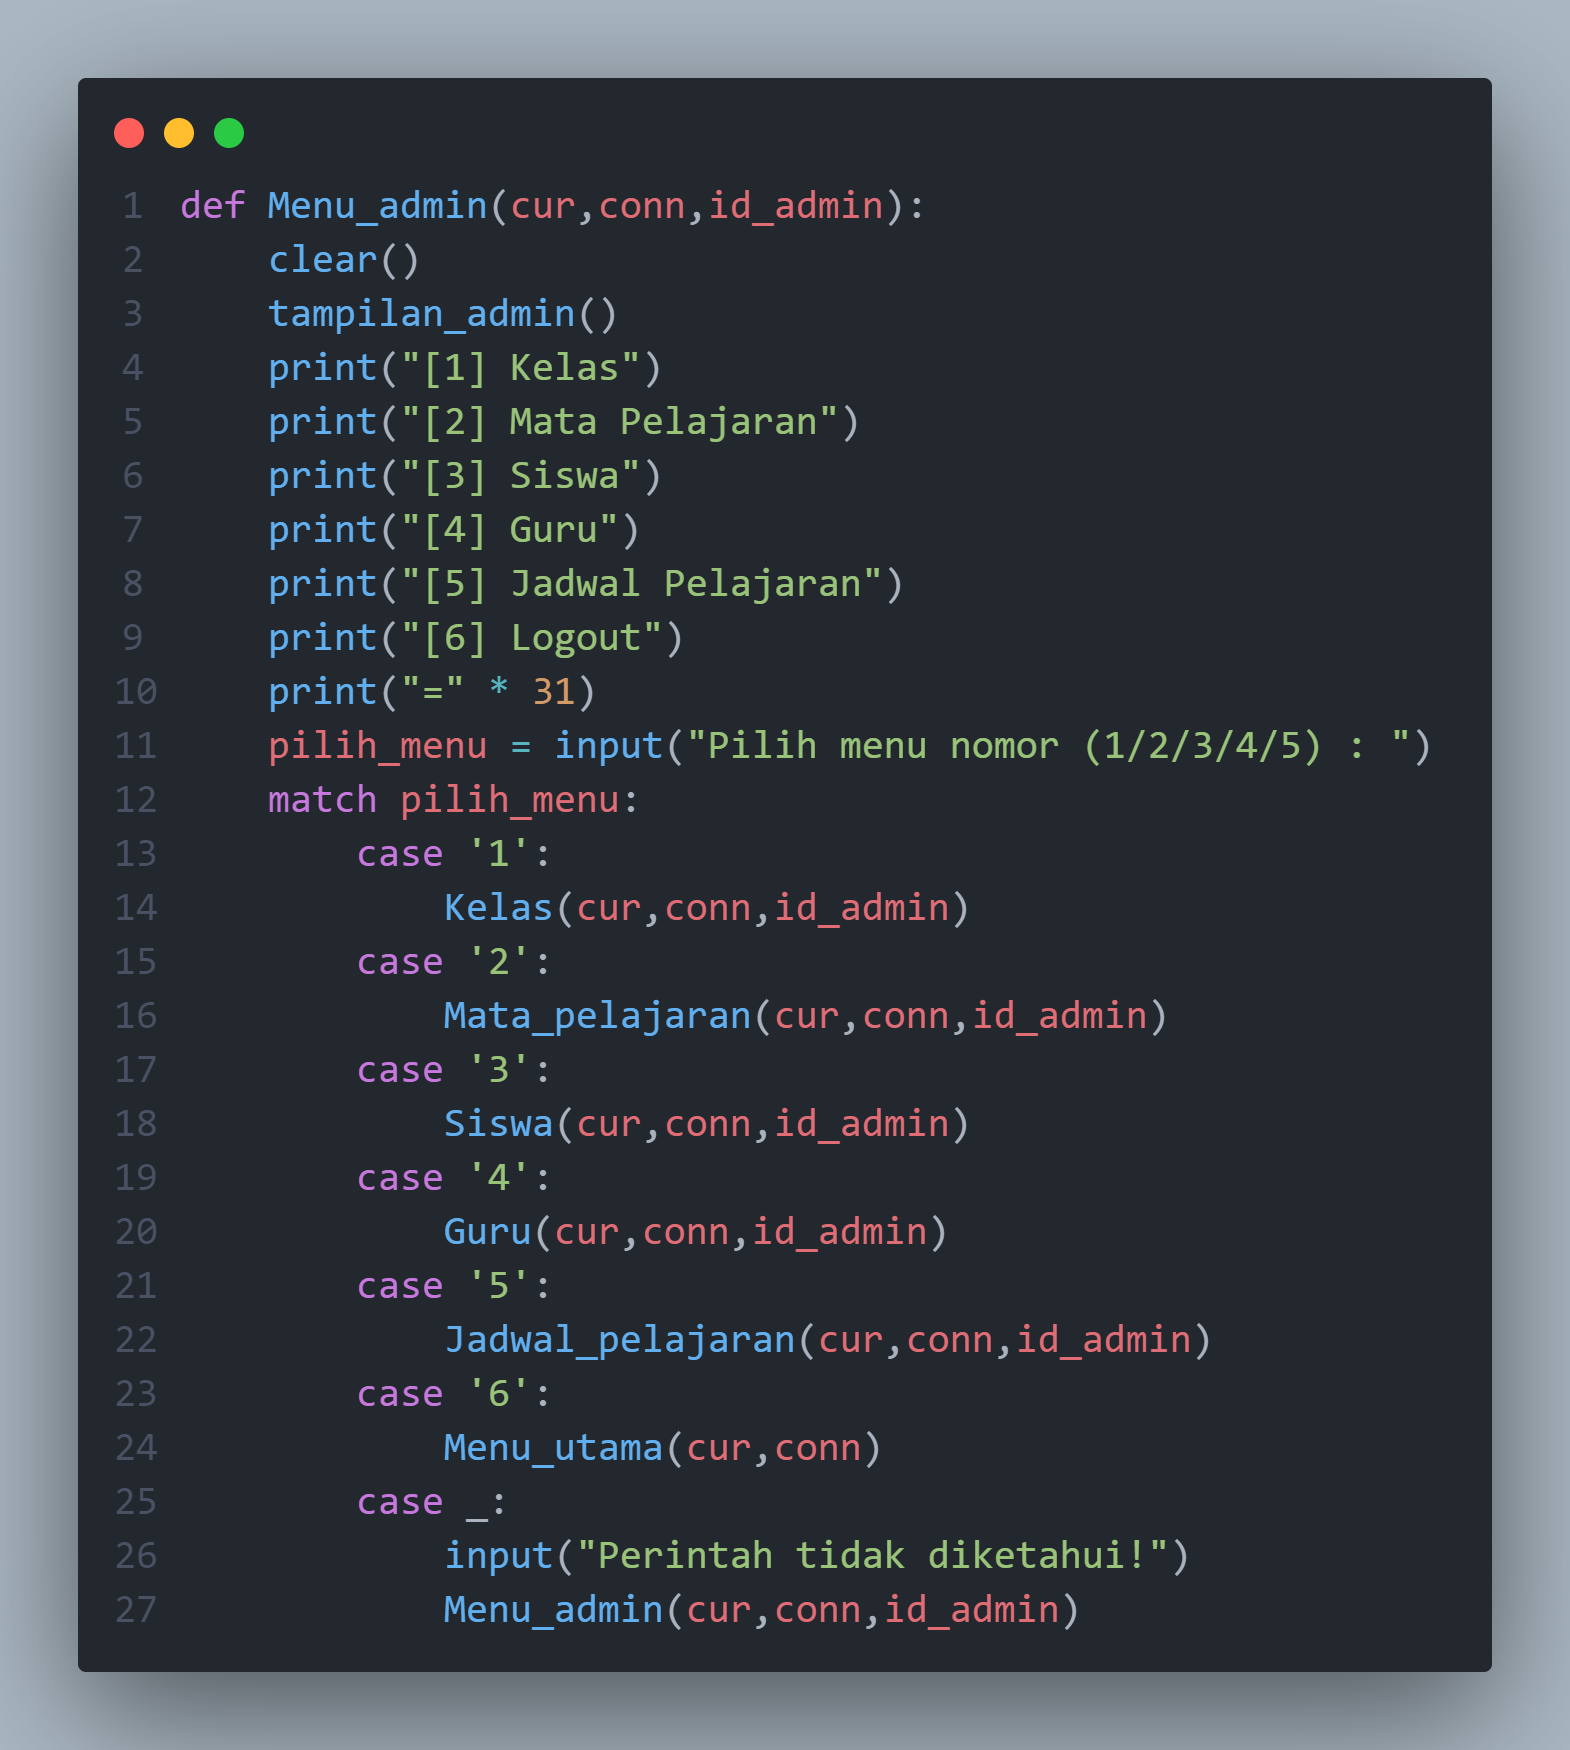 1 def Menu_admin(cur,conn,id_admin):
2     clear()
3     tampilan_admin()
4     print("[1] Kelas")
5     print("[2] Mata Pelajaran")
6     print("[3] Siswa")
7     print("[4] Guru")
8     print("[5] Jadwal Pelajaran")
9     print("[6] Logout")
10     print("=" * 31)
11     pilih_menu = input("Pilih menu nomor (1/2/3/4/5) : ")
12     match pilih_menu:
13         case '1':
14             Kelas(cur,conn,id_admin)
15         case '2':
16             Mata_pelajaran(cur,conn,id_admin)
17         case '3':
18             Siswa(cur,conn,id_admin)
19         case '4':
20             Guru(cur,conn,id_admin)
21         case '5':
22             Jadwal_pelajaran(cur,conn,id_admin)
23         case '6':
24             Menu_utama(cur,conn)
25         case _:
26             input("Perintah tidak diketahui!")
27             Menu_admin(cur,conn,id_admin)